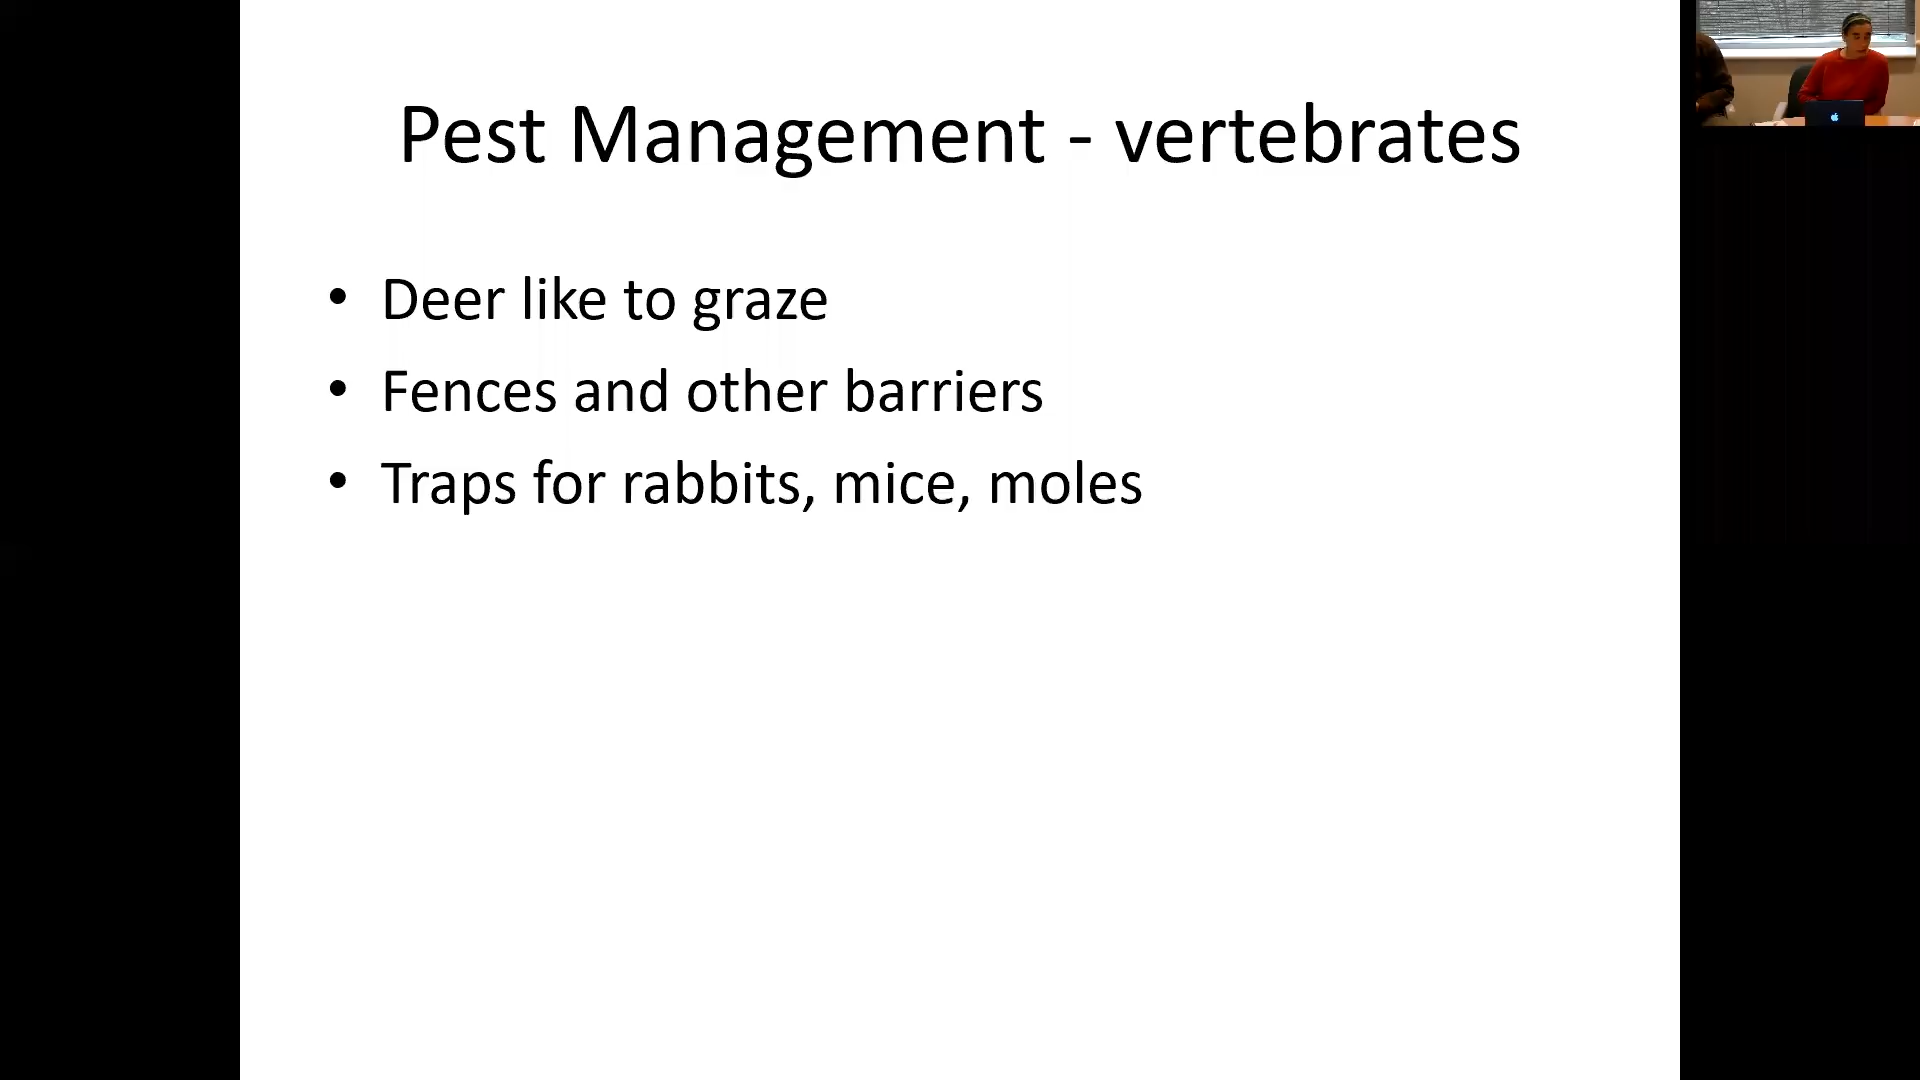 Pest Management - vertebrates
• Deer like to graze
• Fences and other barriers
• Traps for rabbits, mice, moles